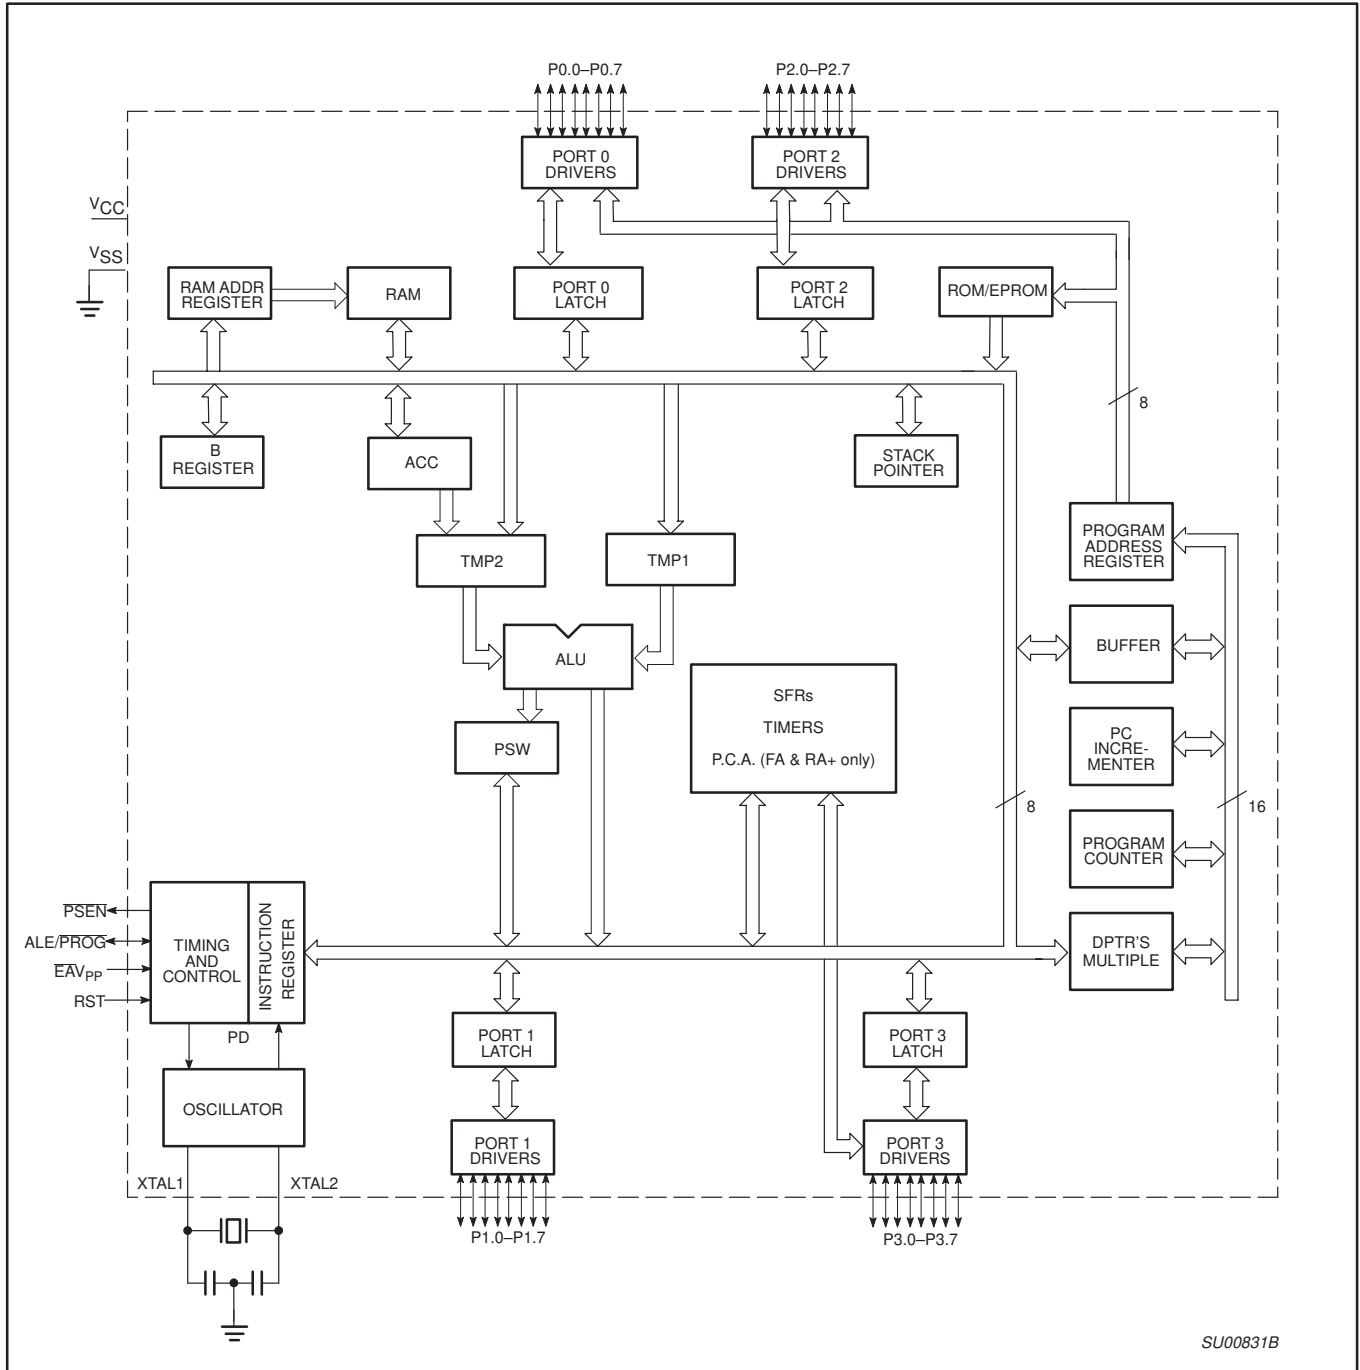 P0.0–P0.7
P2.0–P2.7
PORT 0
DRIVERS
PORT 2
DRIVERS
VCC
VSS
RAM ADDR
REGISTER
RAM
PORT 0
LATCH
PORT 2
LATCH
ROM/EPROM
8
B
REGISTER
ACC
STACK
POINTER
PROGRAM
ADDRESS
REGISTER
TMP2
TMP1
BUFFER
ALU
SFRs
TIMERS
P.C.A. (FA & RA+ only)
PSW
PC
INCRE-
MENTER
8
16
PROGRAM
COUNTER
PSEN
ALE/PROG
EAVPP
RST
TIMING
AND
CONTROL
INSTRUCTION
REGISTER
DPTR'S
MULTIPLE
PD
PORT 1
LATCH
PORT 3
LATCH
OSCILLATOR
PORT 1
DRIVERS
PORT 3
DRIVERS
XTAL1
XTAL2
P1.0–P1.7
P3.0–P3.7
SU00831B